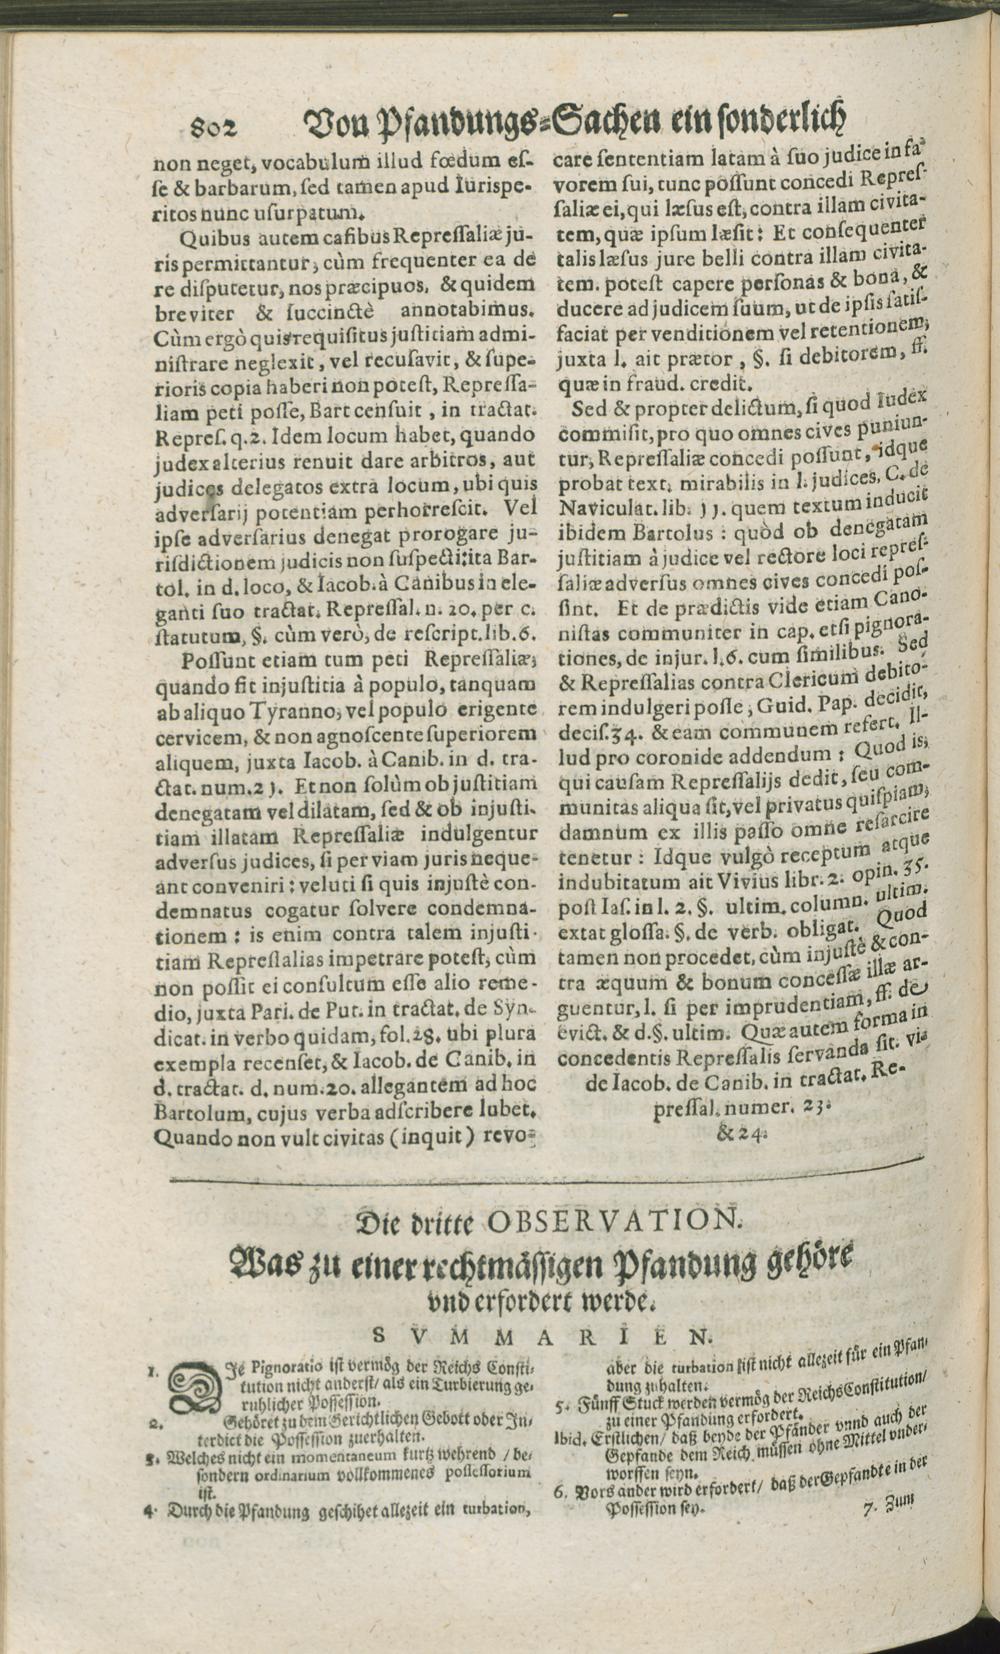 802 Von Pfandungs=Sachen ein sonderlich
non neget, vocabulum illud fœdum es-
se & barbarum, sed tamen apud Iurispe-
ritos nunc usurpatum.
Quibus autem casibus Repressaliæ ju-
ris permittantur, cùm frequenter ea de
re disputetur, nos præcipuos, & quidem
breviter & succinctè annotabimus.
Cùm ergò quis requisitus justitiam admi-
nistrare neglexit, vel recusavit, & supe-
rioris copia haberi non potest, Repressa-
liam peti posse, Bart censuit, in tractat.
Repres. q.2. Idem locum habet, quando
judex alterius renuit dare arbitros, aut
judices delegatos extra locum, ubi quis
adversarij potentiam perhorrescit. Vel
ipse adversarius denegat prorogare ju-
risdictionem judicis non suspecti: ita Bar-
tol. in d. loco, & Iacob. à Canibus in ele-
ganti suo tractat. Repressal. n. 20. per c.
statutum, §. cùm verò, de rescript. lib. 6.
Possunt etiam tum peti Repressaliæ,
quando fit injustitia à populo, tanquam
ab aliquo Tyranno, vel populo erigente
cervicem, & non agnoscente superiorem
aliquem, juxta Iacob. à Canib. in d. tra-
ctat. num. 21. Et non solùm ob justitiam
denegatam vel dilatam, sed & ob injusti-
tiam illatam Repressaliæ indulgentur
adversus judices, si per viam juris neque-
ant conveniri: veluti si quis injustè con-
demnatus cogatur solvere condemna-
tionem: is enim contra talem injusti-
tiam Repressalias impetrare potest, cùm
non possit ei consultum esse alio reme-
dio, juxta Pari. de Put. in tractat. de Syn-
dicat. in verbo quidam, fol. 28. ubi plura
exempla recenset, & Iacob. de Canib. in
d. tractat. d. num. 20. allegantem ad hoc
Bartolum, cujus verba adscribere lubet.
Quando non vult civitas (inquit) revo-
care sententiam latam à suo judice in fa-
vorem sui, tunc possunt concedi Repres-
saliæ ei, qui læsus est, contra illam civita-
tem, quæ ipsum læsit: Et consequenter
talis læsus jure belli contra illam civita-
tem. potest capere personas & bona, &
ducere ad judicem suum, ut de ipsis satis-
faciat per venditionem vel retentionem,
juxta l. ait prætor, §. si debitorem, ff.
quæ in fraud. credit.
Sed & propter delictum, si quod Iudex
commisit, pro quo omnes cives puniun-
tur, Repressaliæ concedi possunt, idque
probat text. mirabilis in l. judices, C. de
Naviculat. lib. 11. quem textum inducit
ibidem Bartolus: quòd ob denegatam
justitiam à judice vel rectore loci repres-
saliæ adversus omnes cives concedi pos-
sint. Et de prædictis vide etiam Cano-
nistas communiter in cap. etsi pignora-
tiones, de injur. l. 6. cum similibus. Sed
& Repressalias contra Clericum debito-
rem indulgeri posse, Guid. Pap. decidit,
decis. 34. & eam communem refert. Il-
lud pro coronide addendum: Quod is,
qui causam Repressalijs dedit, seu com-
munitas aliqua sit, vel privatus quispiam,
damnum ex illis passo omne resarcire
tenetur: Idque vulgò receptum atque
indubitatum ait Vivius libr. 2. opin. 35.
post Ias. in l. 2. §. ultim. column. ultim.
extat glossa. §. de verb. obligat. Quod
tamen non procedet, cùm injustè & con-
tra æquum & bonum concessæ illæ ar-
guentur, l. si per imprudentiam, ff. de
evict. & d. §. ultim. Quæ autem forma in
concedentis Repressalis servanda sit. vi-
de Iacob. de Canib. in tractat. Re-
pressal. numer. 23.
& 24.
Die dritte OBSERVATION.
Was zu einer rechtmässigen Pfandung gehöre
vnd erfordert werde.
SVMMARIEN.
1. DJe Pignoratio ist vermög der Reichs Consti-
tution nicht anderst/ als ein Turbierung ge-
ruhlicher Possession.
2. Gehöret zu dem Gerichtlichen Gebott oder In-
terdict die Possession zuerhalten.
3. Welches nicht ein momentaneum kurtz wehrend / be-
sondern ordinarium vollkommenes possessorium
ist.
4. Durch die Pfandung geschihet allezeit ein turbation,
aber die turbation ist nicht allezeit für ein Pfan-
dung zuhalten.
5. Fünff Stuck werden vermög der Reichs Constitution/
zu einer Pfandung erfordert.
Ibid. Erstlichen/ daß beyde der Pfänder vnnd auch der
Gepfande dem Reich müssen ohne Mittel vnder-
worffen seyn.
6. Vors ander wird erfordert/ daß der Gepfandte in der
Possession sey.
7. Zum